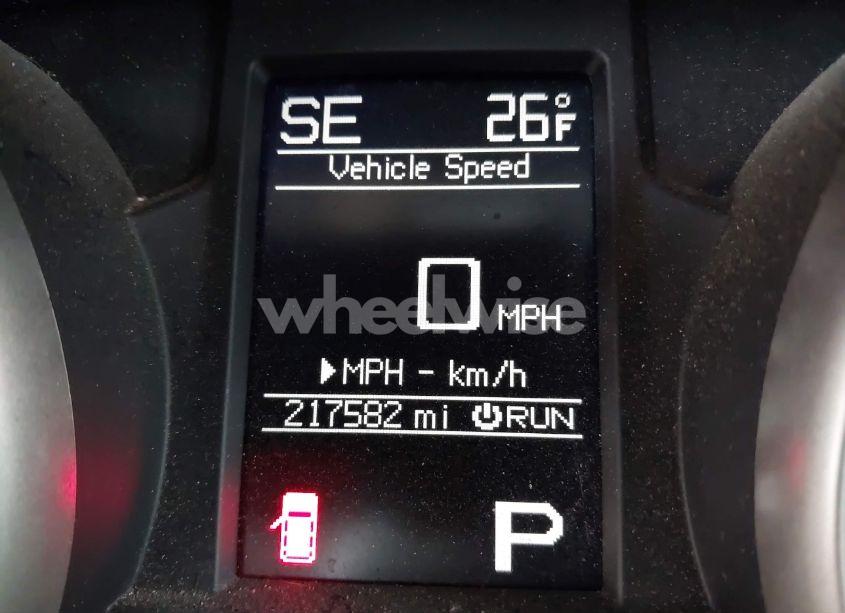 SE 26°F
Vehicle Speed
0 MPH
wheelwise
▶MPH - km/h
217582 mi ⏻RUN
P